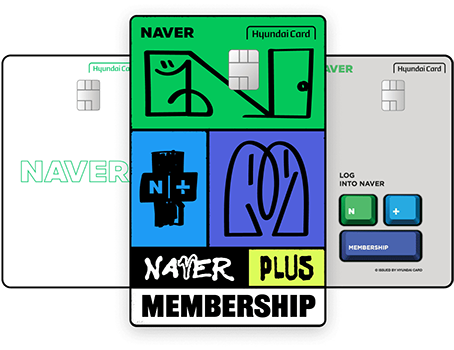 Hyundai Card
NAVER
NAVER
Hyundai Card
N +
NAVER PLUS
MEMBERSHIP
AVER
Hyundai Card
LOG
INTO NAVER
N +
MEMBERSHIP
© ISSUED BY HYUNDAI CARD